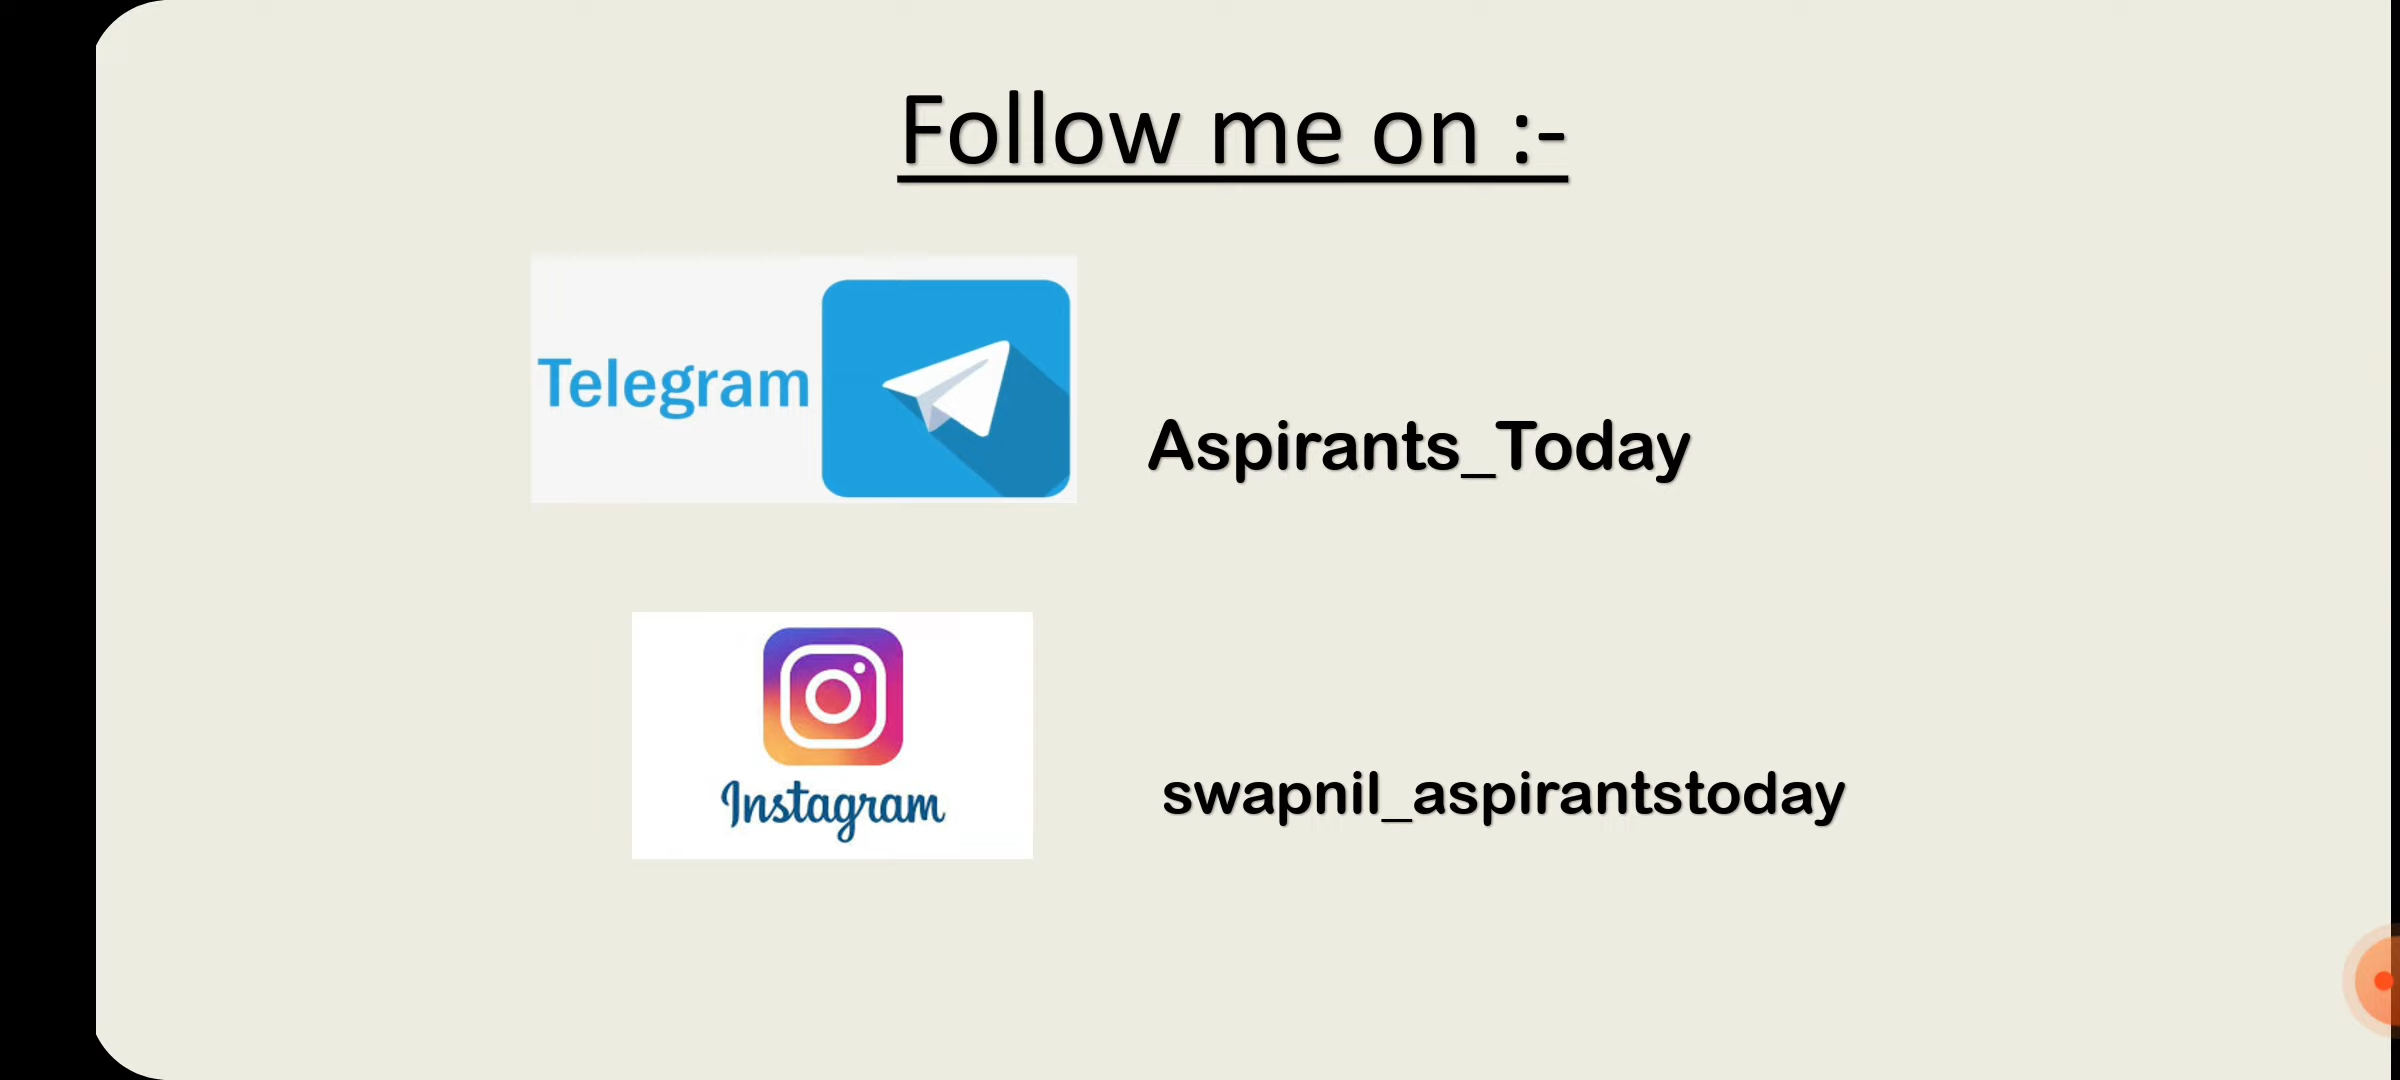 Follow me on :-
Telegram
Aspirants_Today
Instagram
swapnil_aspirantstoday